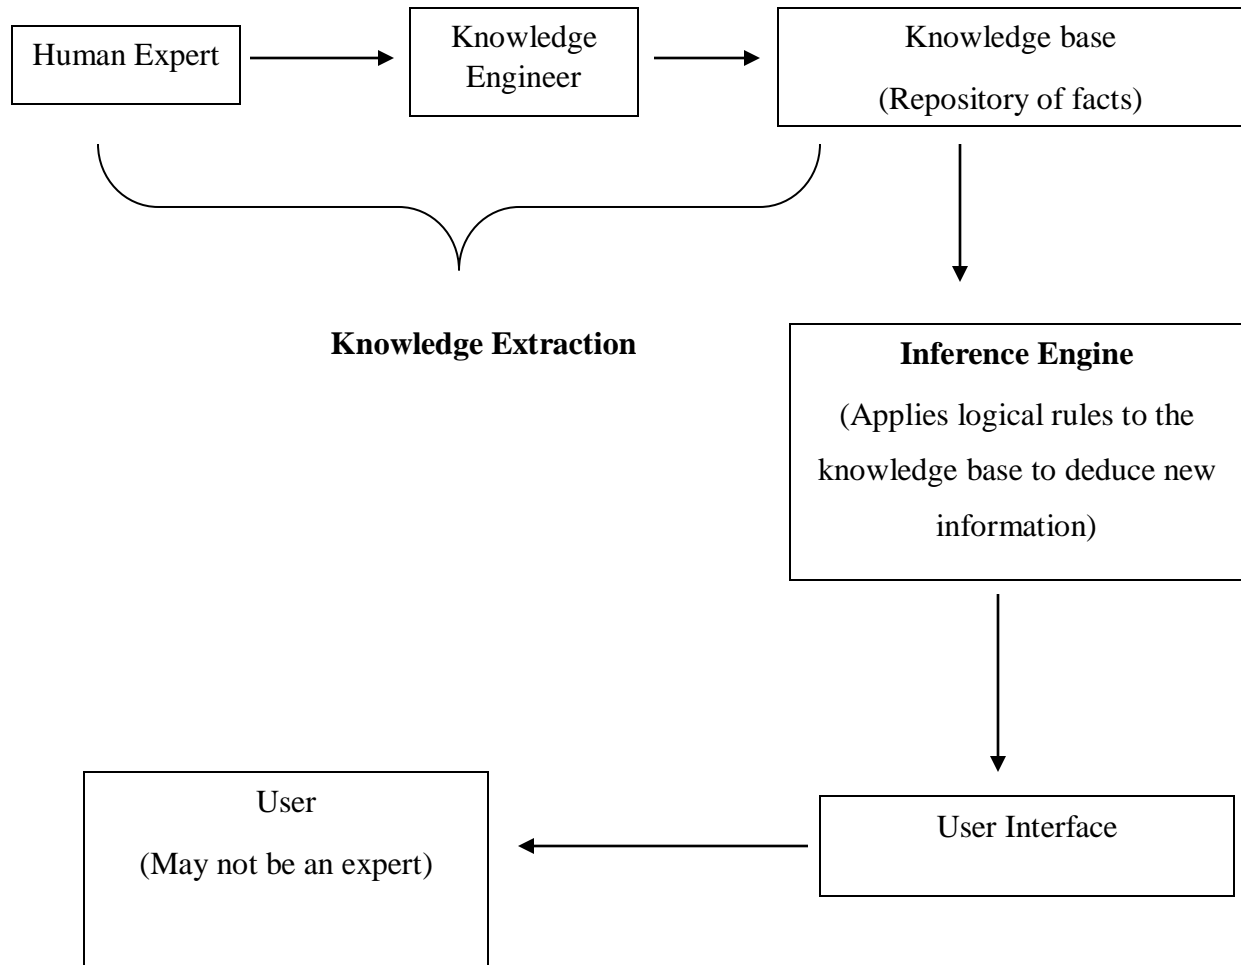 Human Expert
Knowledge
Engineer
Knowledge base
(Repository of facts)
Knowledge Extraction
Inference Engine
(Applies logical rules to the
knowledge base to deduce new
information)
User
(May not be an expert)
User Interface